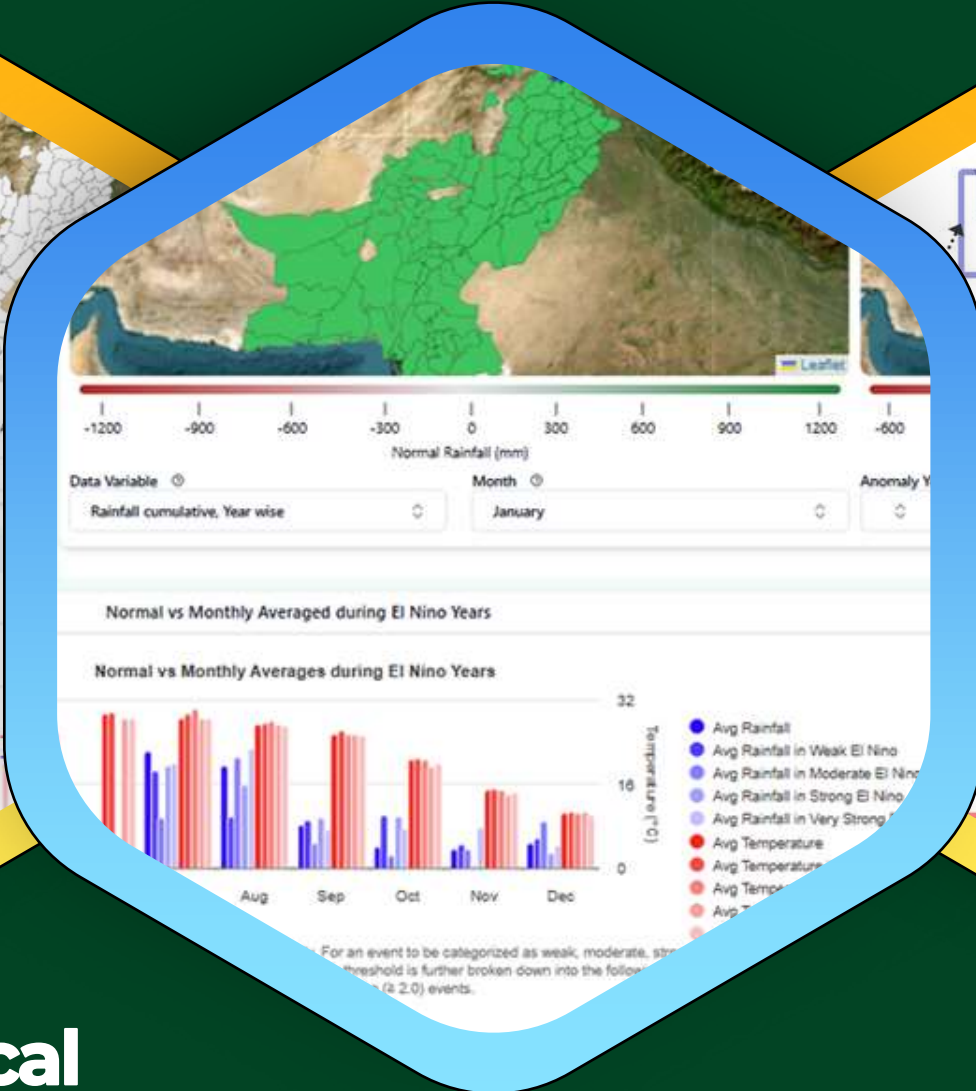 Leaflet
-1200 -900 -600 -300 0 300 600 900 1200 -600
Normal Rainfall (mm)
Data Variable Month Anomaly Y
Rainfall cumulative, Year wise January
Normal vs Monthly Averaged during El Nino Years
Normal vs Monthly Averages during El Nino Years
32
16
0
Temperature (°C)
Avg Rainfall
Avg Rainfall in Weak El Nino
Avg Rainfall in Moderate El Nino
Avg Rainfall in Strong El Nino
Avg Rainfall in Very Strong
Avg Temperature
Avg Temperature
Avg Tempe
Avg T
Aug Sep Oct Nov Dec
For an event to be categorized as weak, moderate, stro
threshold is further broken down into the follow
(≥ 2.0) events.
cal